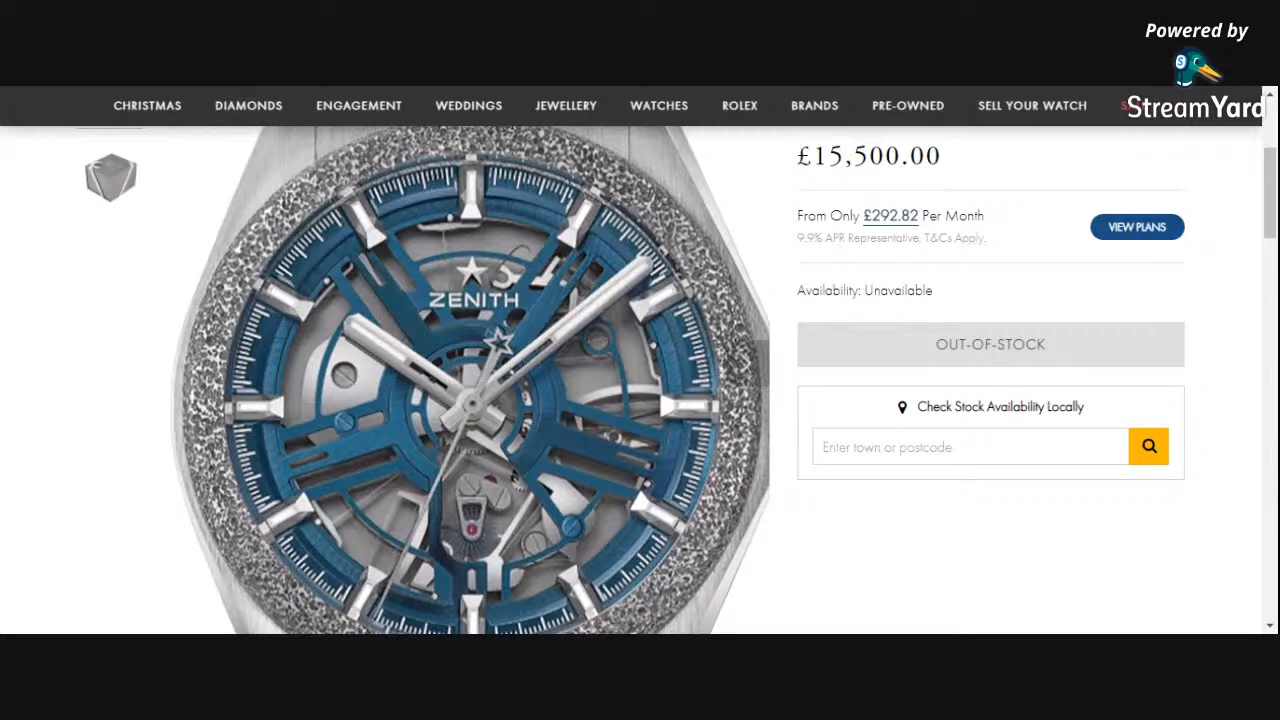 Powered by
StreamYard
CHRISTMAS DIAMONDS ENGAGEMENT WEDDINGS JEWELLERY WATCHES ROLEX BRANDS PRE-OWNED SELL YOUR WATCH
£15,500.00
From Only £292.82 Per Month
VIEW PLANS
9.9% APR Representative. T&Cs Apply.
Availability: Unavailable
ZENITH
OUT-OF-STOCK
Check Stock Availability Locally
Enter town or postcode